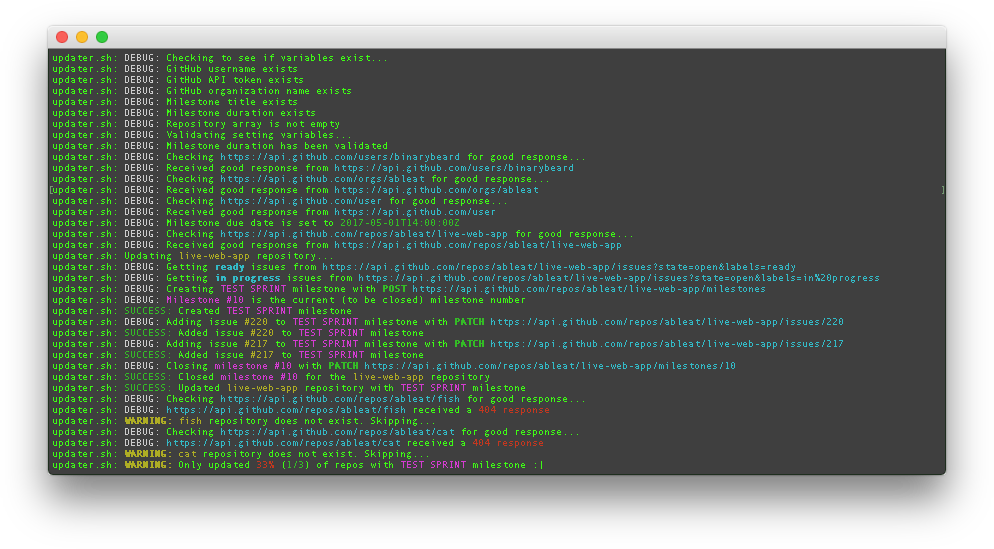 updater.sh: DEBUG: Checking to see if variables exist...
updater.sh: DEBUG: GitHub username exists
updater.sh: DEBUG: GitHub API token exists
updater.sh: DEBUG: GitHub organization name exists
updater.sh: DEBUG: Milestone title exists
updater.sh: DEBUG: Milestone duration exists
updater.sh: DEBUG: Repository array is not empty
updater.sh: DEBUG: Validating setting variables...
updater.sh: DEBUG: Milestone duration has been validated
updater.sh: DEBUG: Checking https://api.github.com/users/binarybeard for good response...
updater.sh: DEBUG: Received good response from https://api.github.com/users/binarybeard
updater.sh: DEBUG: Checking https://api.github.com/orgs/ableat for good response...
[updater.sh: DEBUG: Received good response from https://api.github.com/orgs/ableat ]
updater.sh: DEBUG: Checking https://api.github.com/user for good response...
updater.sh: DEBUG: Received good response from https://api.github.com/user
updater.sh: DEBUG: Milestone due date is set to 2017-05-01T14:00:00Z
updater.sh: DEBUG: Checking https://api.github.com/repos/ableat/live-web-app for good response...
updater.sh: DEBUG: Received good response from https://api.github.com/repos/ableat/live-web-app
updater.sh: Updating live-web-app repository...
updater.sh: DEBUG: Getting ready issues from https://api.github.com/repos/ableat/live-web-app/issues?state=open&labels=ready
updater.sh: DEBUG: Getting in progress issues from https://api.github.com/repos/ableat/live-web-app/issues?state=open&labels=in%20progress
updater.sh: DEBUG: Creating TEST SPRINT milestone with POST https://api.github.com/repos/ableat/live-web-app/milestones
updater.sh: DEBUG: Milestone #10 is the current (to be closed) milestone number
updater.sh: SUCCESS: Created TEST SPRINT milestone
updater.sh: DEBUG: Adding issue #220 to TEST SPRINT milestone with PATCH https://api.github.com/repos/ableat/live-web-app/issues/220
updater.sh: SUCCESS: Added issue #220 to TEST SPRINT milestone
updater.sh: DEBUG: Adding issue #217 to TEST SPRINT milestone with PATCH https://api.github.com/repos/ableat/live-web-app/issues/217
updater.sh: SUCCESS: Added issue #217 to TEST SPRINT milestone
updater.sh: DEBUG: Closing milestone #10 with PATCH https://api.github.com/repos/ableat/live-web-app/milestones/10
updater.sh: SUCCESS: Closed milestone #10 for the live-web-app repository
updater.sh: SUCCESS: Updated live-web-app repository with TEST SPRINT milestone
updater.sh: DEBUG: Checking https://api.github.com/repos/ableat/fish for good response...
updater.sh: DEBUG: https://api.github.com/repos/ableat/fish received a 404 response
updater.sh: WARNING: fish repository does not exist. Skipping...
updater.sh: DEBUG: Checking https://api.github.com/repos/ableat/cat for good response...
updater.sh: DEBUG: https://api.github.com/repos/ableat/cat received a 404 response
updater.sh: WARNING: cat repository does not exist. Skipping...
updater.sh: WARNING: Only updated 33% (1/3) of repos with TEST SPRINT milestone :|